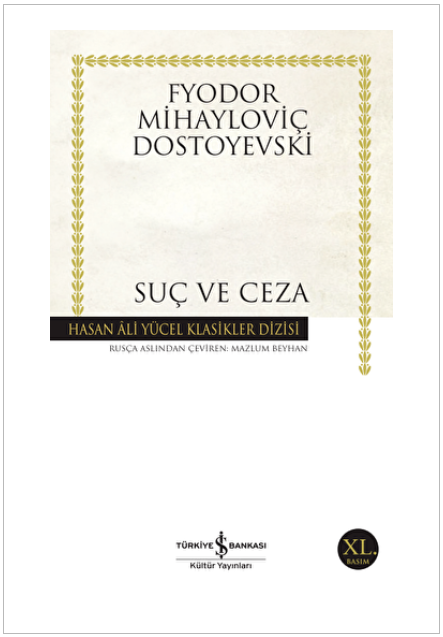 FYODOR
MİHAYLOVİÇ
DOSTOYEVSKİ
SUÇ VE CEZA
HASAN ÂLİ YÜCEL KLASİKLER DİZİSİ
RUSÇA ASLINDAN ÇEVİREN: MAZLUM BEYHAN
TÜRKİYE İŞ BANKASI
Kültür Yayınları
XL.
BASIM